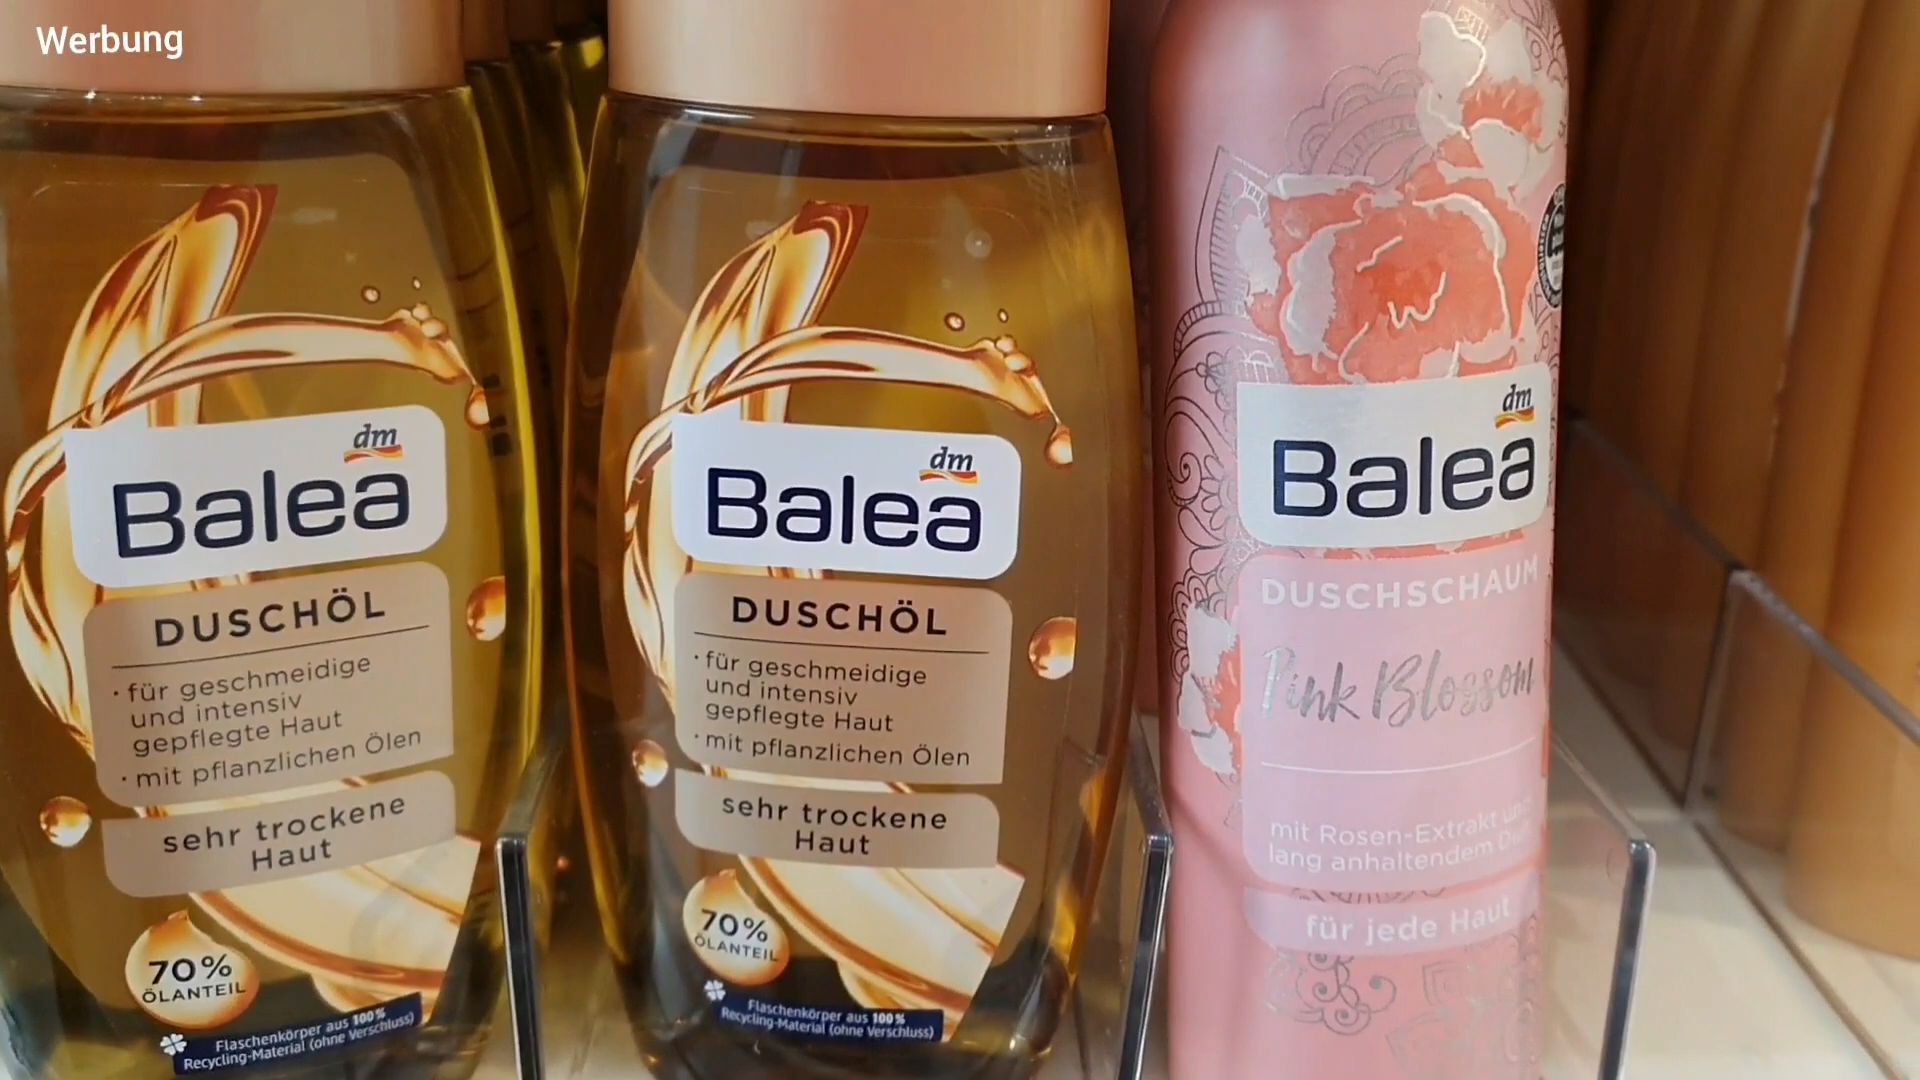 Werbung
dm
Balea
DUSCHÖL
· für geschmeidige
und intensiv
gepflegte Haut
· mit pflanzlichen Ölen
sehr trockene
Haut
70%
ÖLANTEIL
Flaschenkörper aus 100%
Recycling-Material (ohne Verschluss)
dm
Balea
DUSCHÖL
· für geschmeidige
und intensiv
gepflegte Haut
· mit pflanzlichen Ölen
sehr trockene
Haut
70%
ÖLANTEIL
Flaschenkörper aus 100%
Recycling-Material (ohne Verschluss)
dm
Balea
DUSCHSCHAUM
Pink Blossom
mit Rosen-Extrakt und
lang anhaltendem
für jede Haut